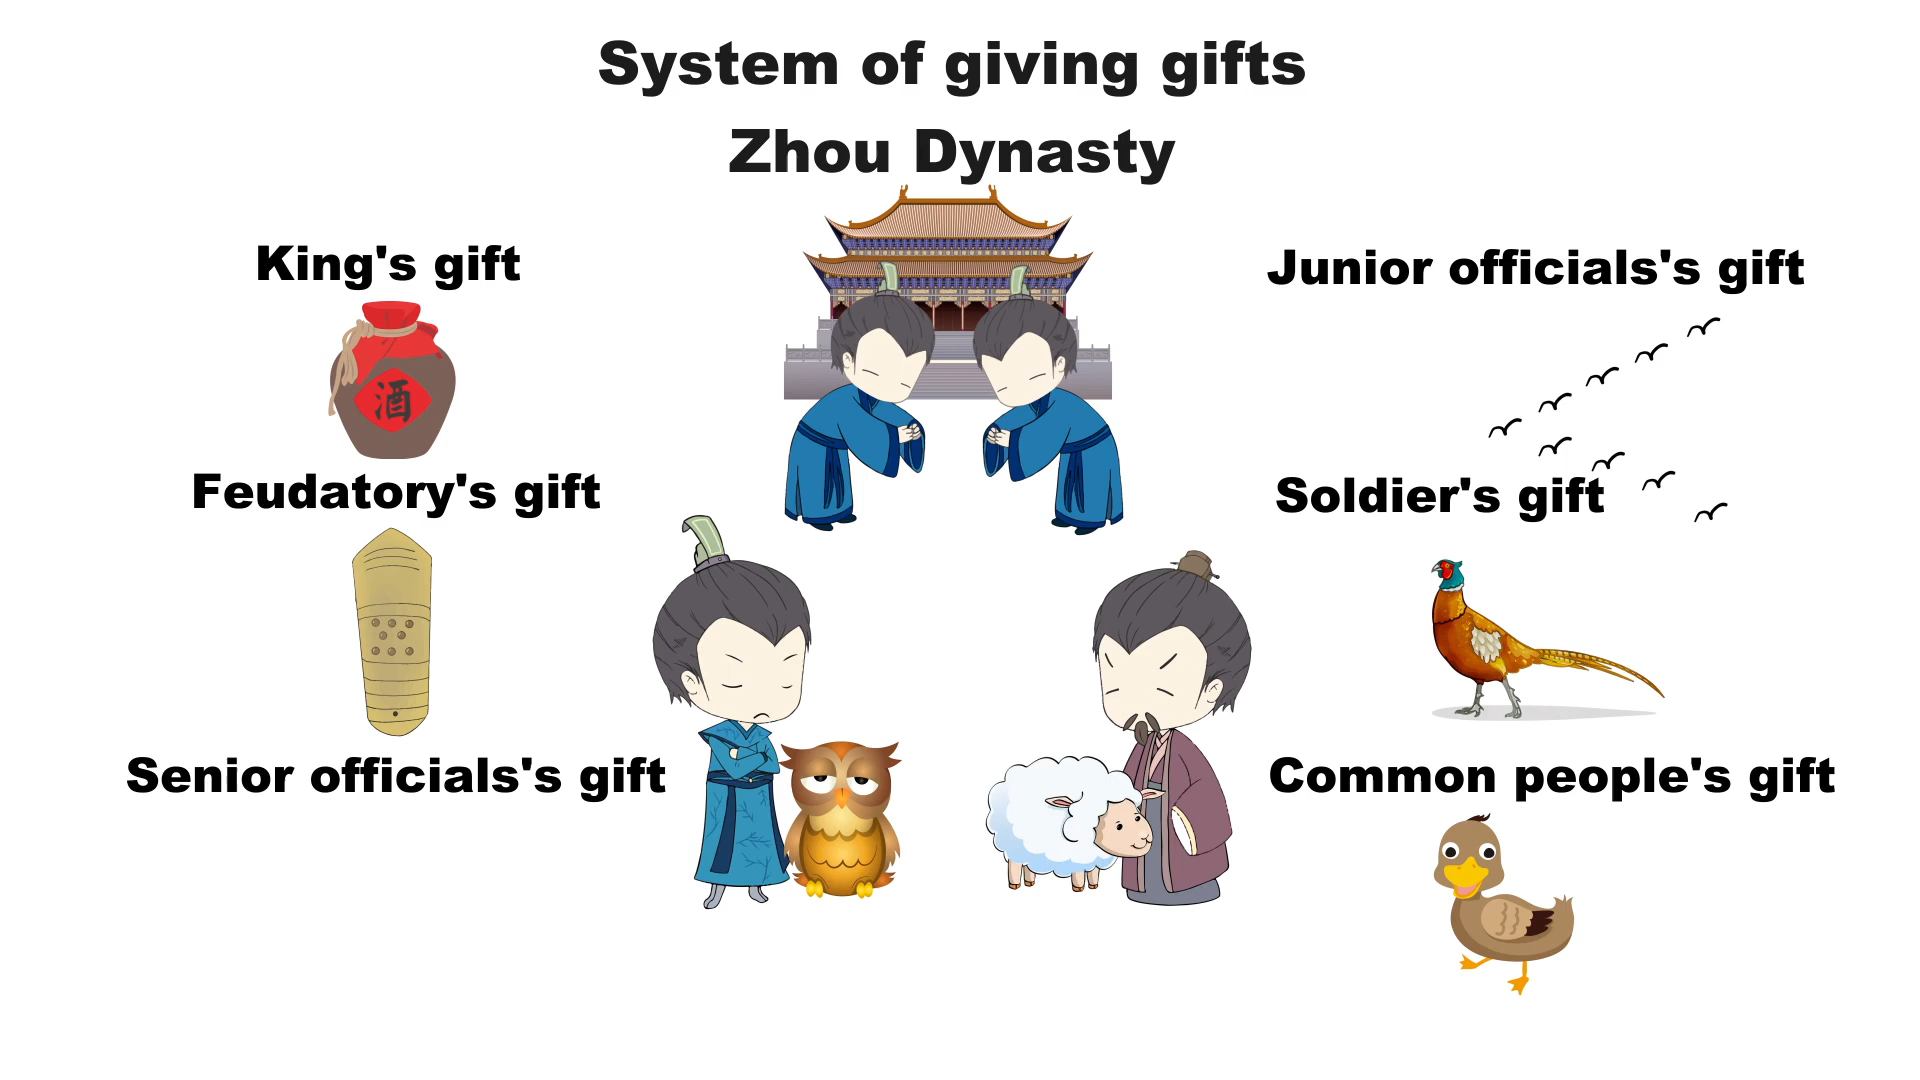 System of giving gifts
Zhou Dynasty
King's gift
酒
Feudatory's gift
Senior officials's gift
Junior officials's gift
Soldier's gift
Common people's gift